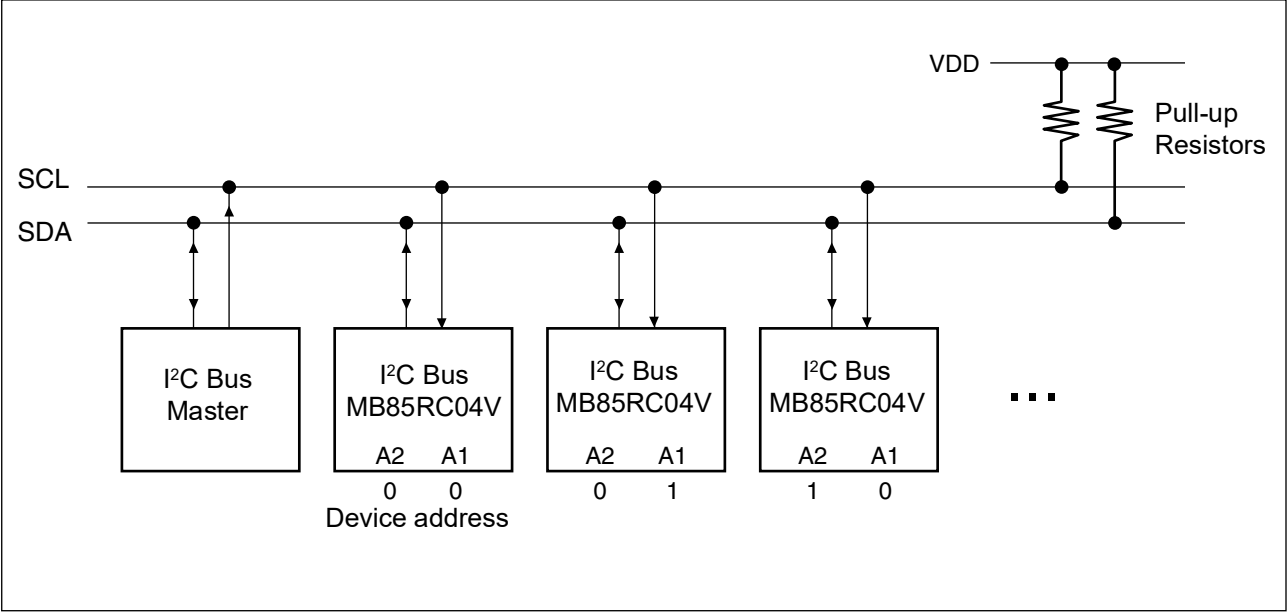 VDD
Pull-up
Resistors
SCL
SDA
I²C Bus
Master
I²C Bus
MB85RC04V
A2 A1
0 0
Device address
I²C Bus
MB85RC04V
A2 A1
0 1
I²C Bus
MB85RC04V
A2 A1
1 0
...